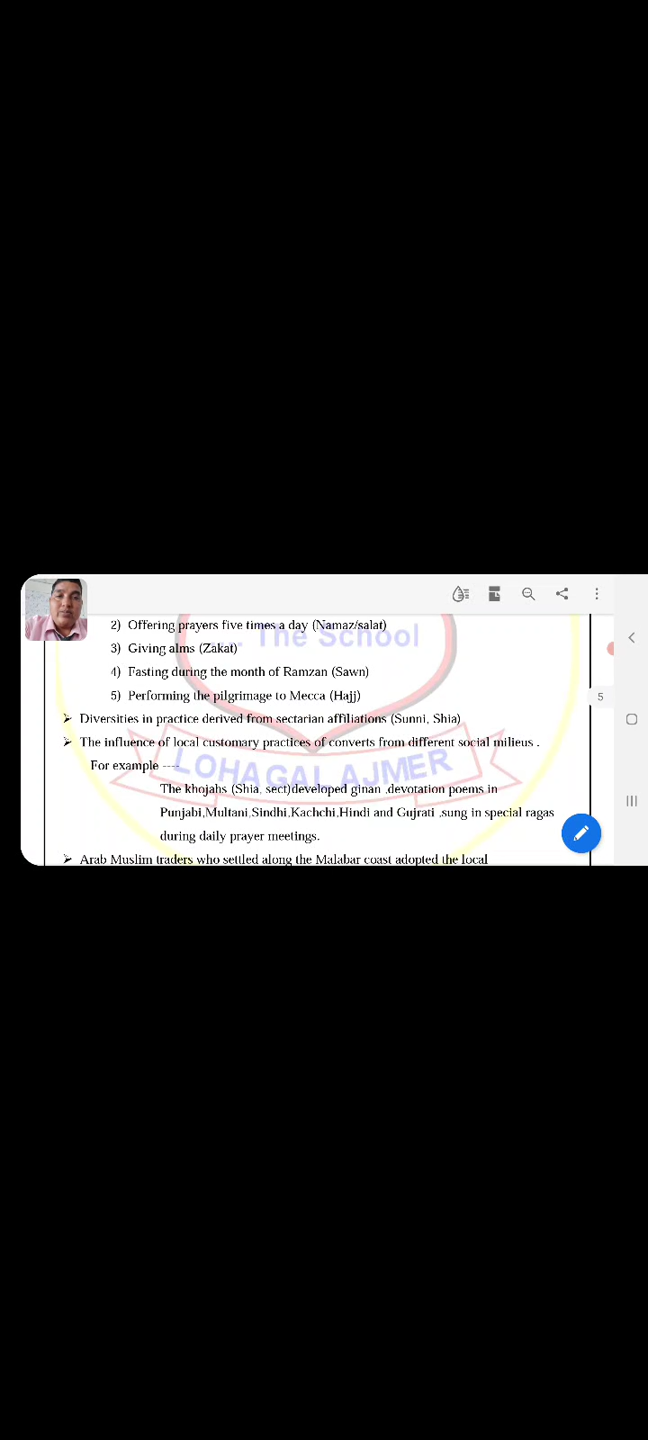 2) Offering prayers five times a day (Namaz/salat)
... The School
3) Giving alms (Zakat)
4) Fasting during the month of Ramzan (Sawn)
5) Performing the pilgrimage to Mecca (Hajj)
5
➢ Diversities in practice derived from sectarian affiliations (Sunni, Shia)
➢ The influence of local customary practices of converts from different social milieus .
For example ----
LOHAGAL AJMER
The khojahs (Shia, sect)developed ginan ,devotation poems in
Punjabi,Multani,Sindhi,Kachchi,Hindi and Gujrati ,sung in special ragas
during daily prayer meetings.
➢ Arab Muslim traders who settled along the Malabar coast adopted the local